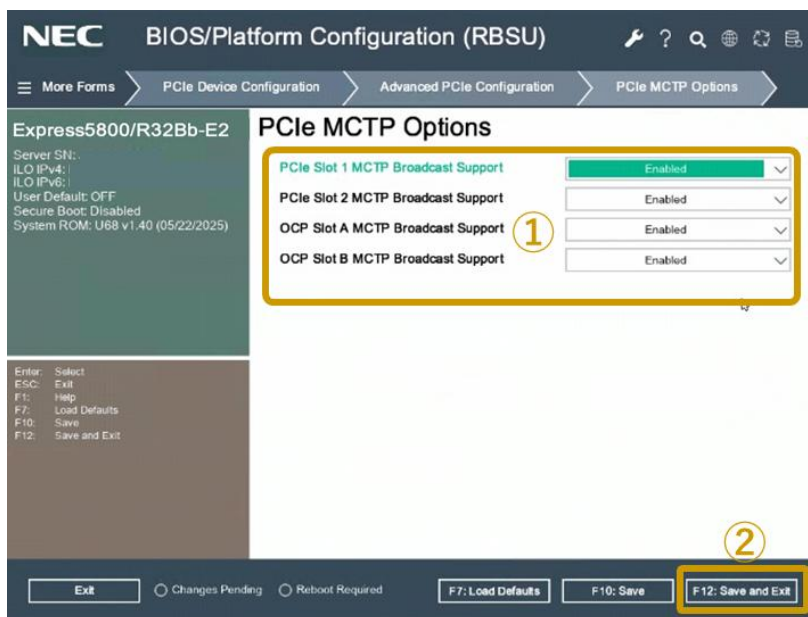 NEC BIOS/Platform Configuration (RBSU)
More Forms PCIe Device Configuration Advanced PCIe Configuration PCIe MCTP Options
Express5800/R32Bb-E2
Server SN:
iLO IPv4:
iLO IPv6:
User Default: OFF
Secure Boot: Disabled
System ROM: U68 v1.40 (05/22/2025)
Enter: Select
ESC: Exit
F1: Help
F7: Load Defaults
F10: Save
F12: Save and Exit
PCIe MCTP Options
PCIe Slot 1 MCTP Broadcast Support Enabled
PCIe Slot 2 MCTP Broadcast Support Enabled
OCP Slot A MCTP Broadcast Support Enabled
OCP Slot B MCTP Broadcast Support Enabled
①
②
Exit Changes Pending Reboot Required F7: Load Defaults F10: Save F12: Save and Exit